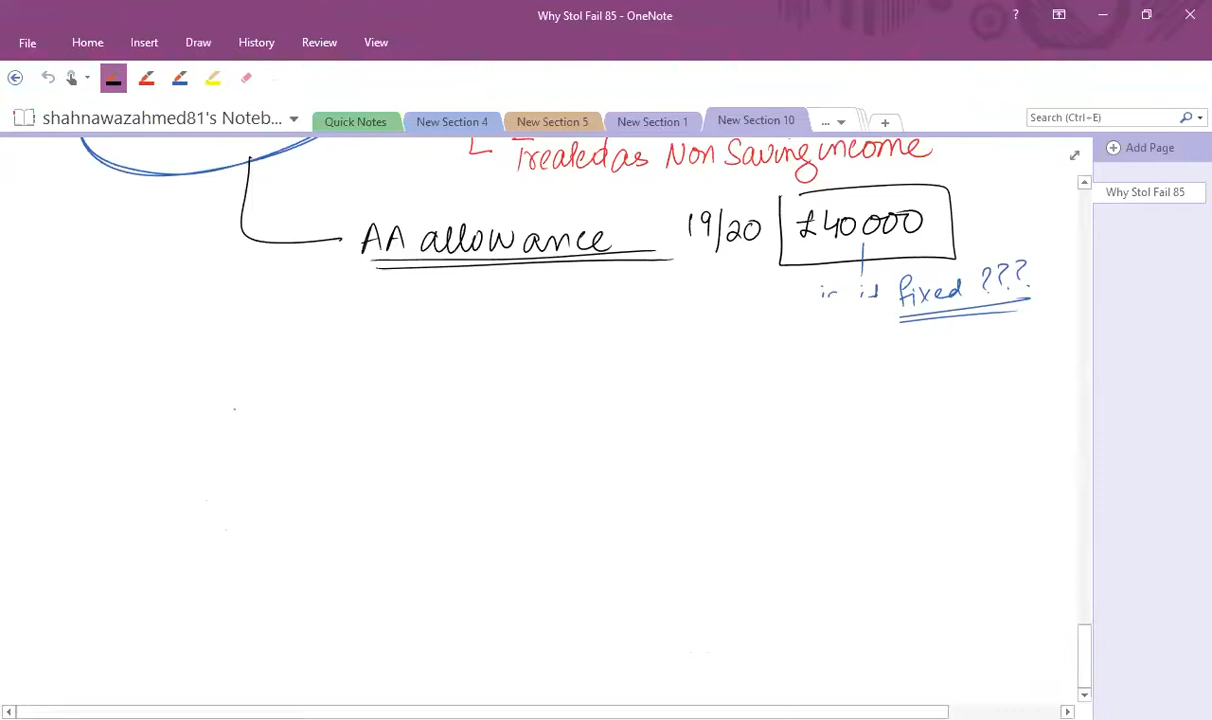 Why Stol Fail 85 - OneNote
File Home Insert Draw History Review View
shahnawazahmed81's Noteb... Quick Notes New Section 4 New Section 5 New Section 1 New Section 10 ... Search (Ctrl+E)
Add Page
Why Stol Fail 85
Treated as Non Saving income
AA allowance 19/20 £40000
is fixed ???